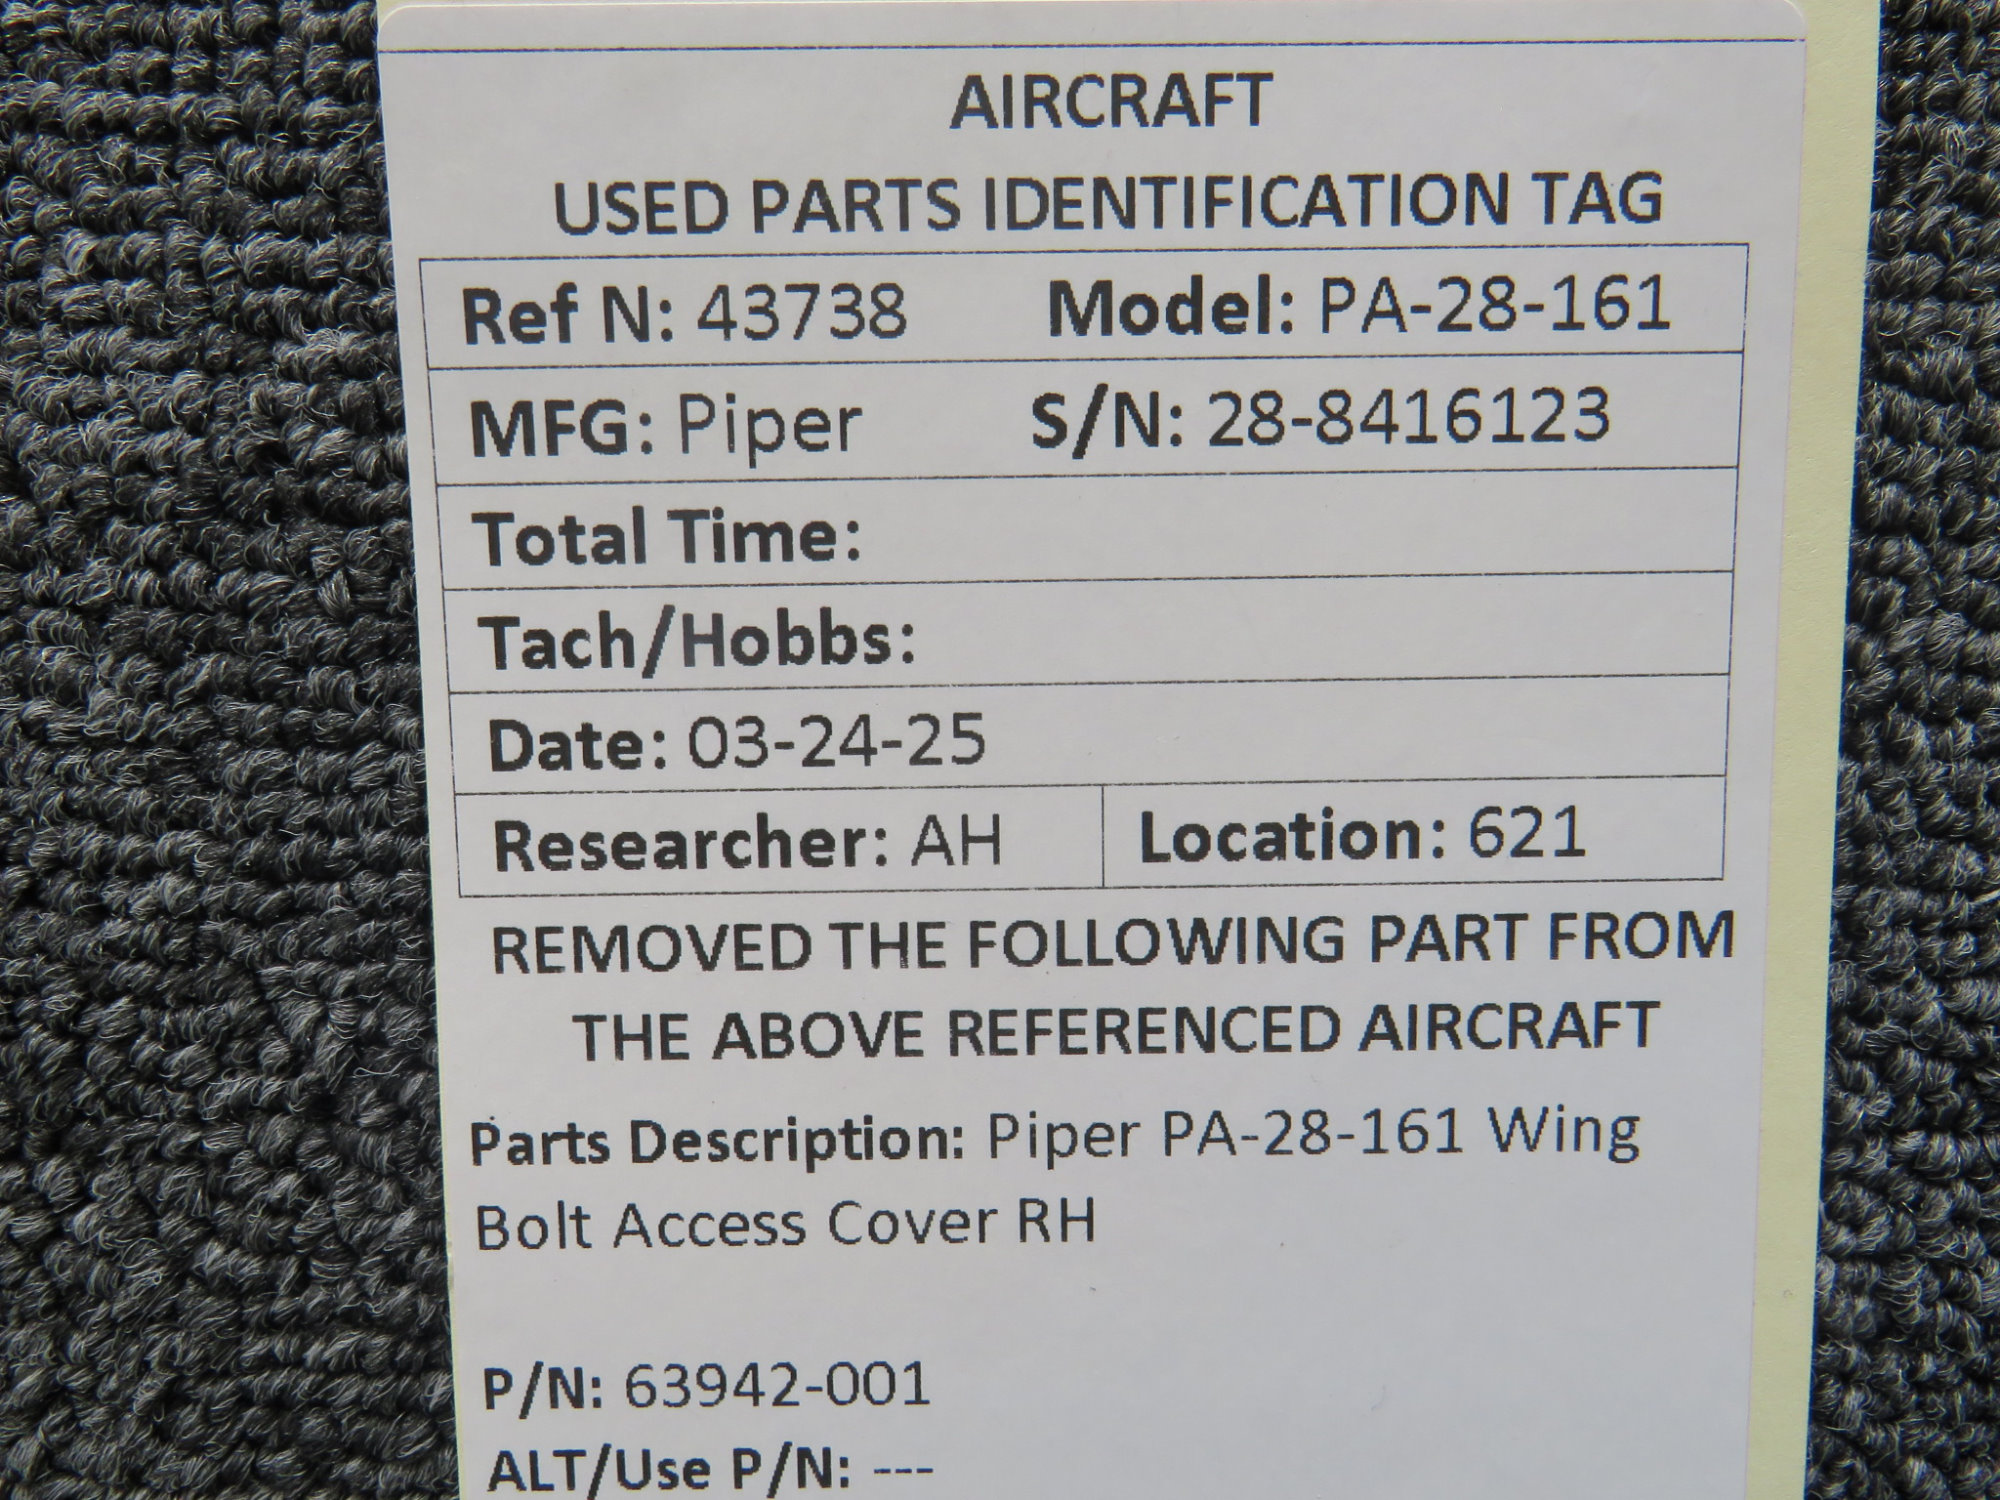 AIRCRAFT
USED PARTS IDENTIFICATION TAG
Ref N: 43738 Model: PA-28-161
MFG: Piper S/N: 28-8416123
Total Time:
Tach/Hobbs:
Date: 03-24-25
Researcher: AH Location: 621
REMOVED THE FOLLOWING PART FROM
THE ABOVE REFERENCED AIRCRAFT
Parts Description: Piper PA-28-161 Wing
Bolt Access Cover RH
P/N: 63942-001
ALT/Use P/N: ---